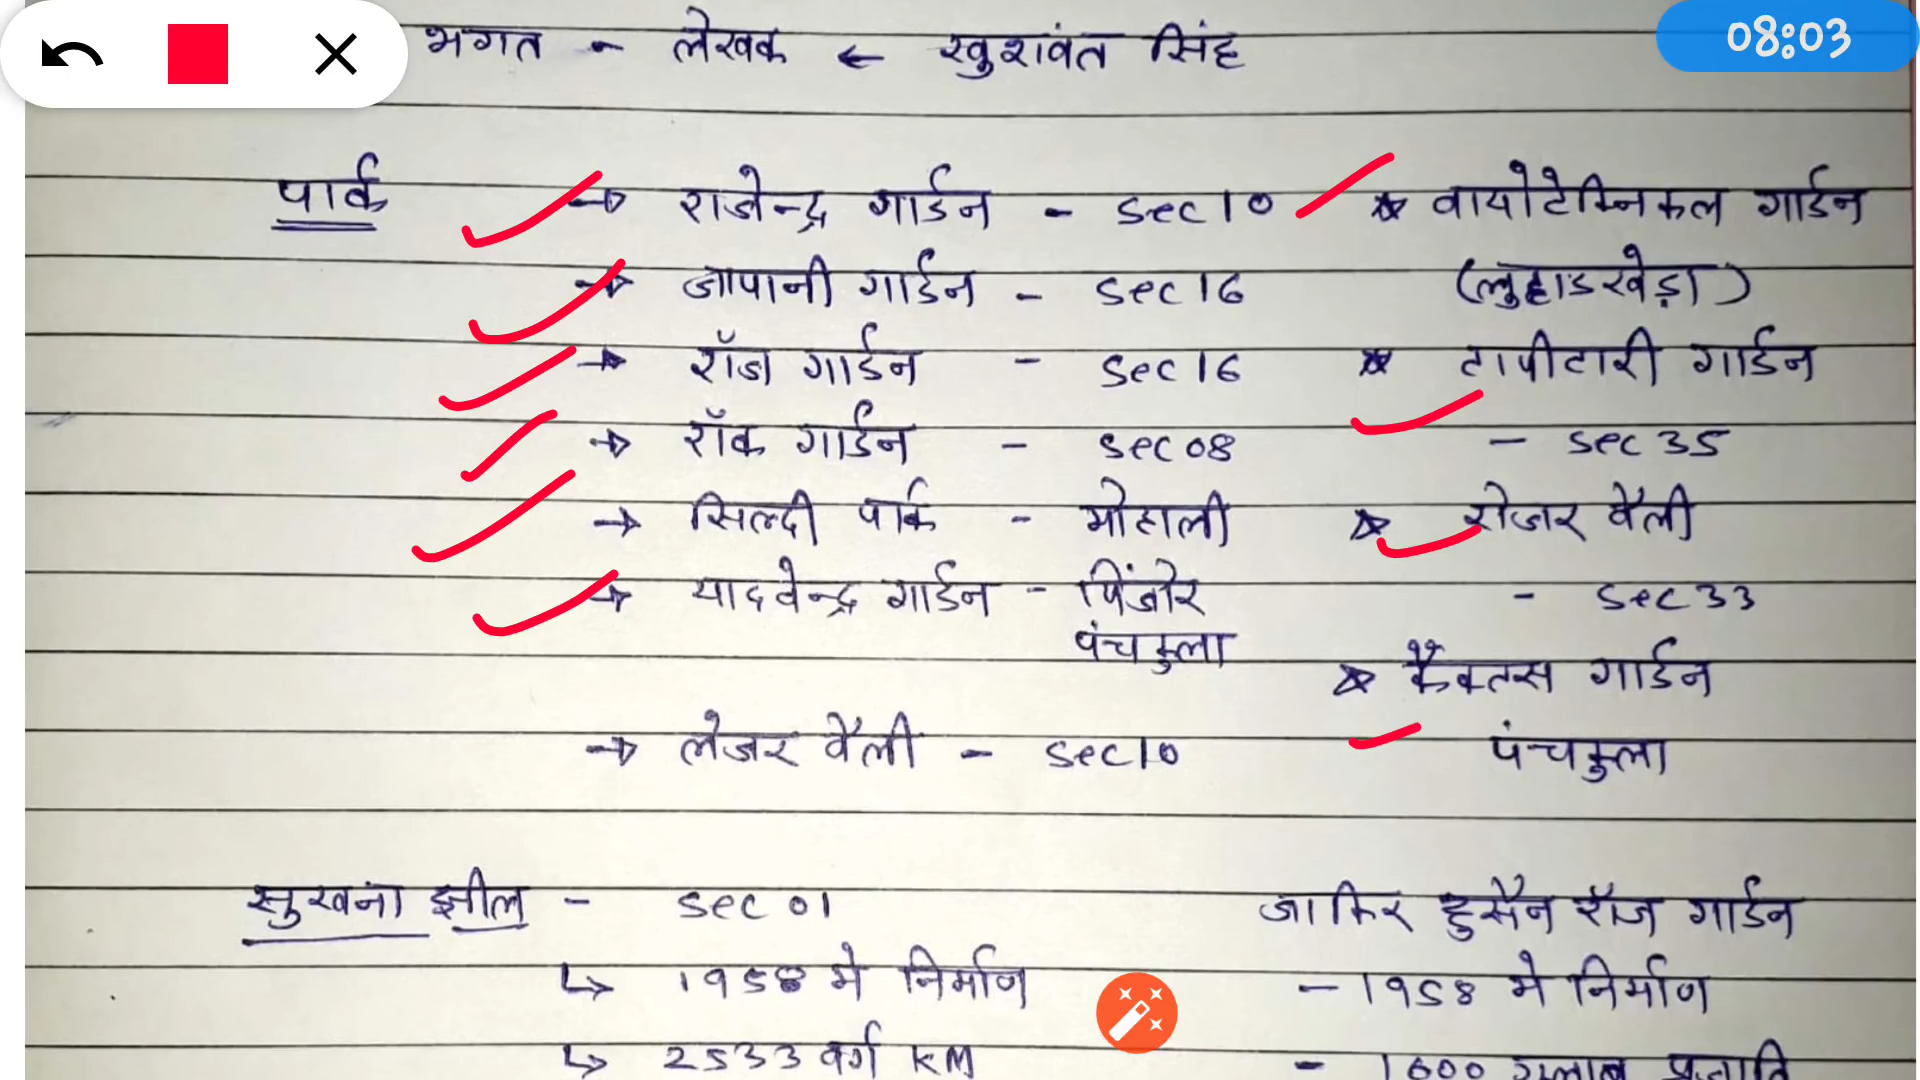 08:03
भगत - लेखक ← खुशवंत सिंह
पार्क
→ राजेन्द्र गार्डन - Sec 10
→ जापानी गार्डन - Sec 16
→ रॉज गार्डन - Sec 16
→ रॉक गार्डन - Sec 08
→ सिल्वी पार्क - मोहाली
→ यादवेन्द्र गार्डन - पिंजोर
पंचकुला
→ लेजर वैली - Sec 10
★ वायोटेक्निकल गार्डन
(लुहाडखेड़ा)
★ टापीटारी गार्डन
- Sec 35
★ रोजर वैली
- Sec 33
★ कैक्टस गार्डन
पंचकुला
सुखना झील - Sec 01
↳ 1958 मे निर्माण
↳ 2533 वर्ग KM
जाकिर हुसैन रॉज गार्डन
- 1958 मे निर्माण
- 1600 गुलाब प्रजाति